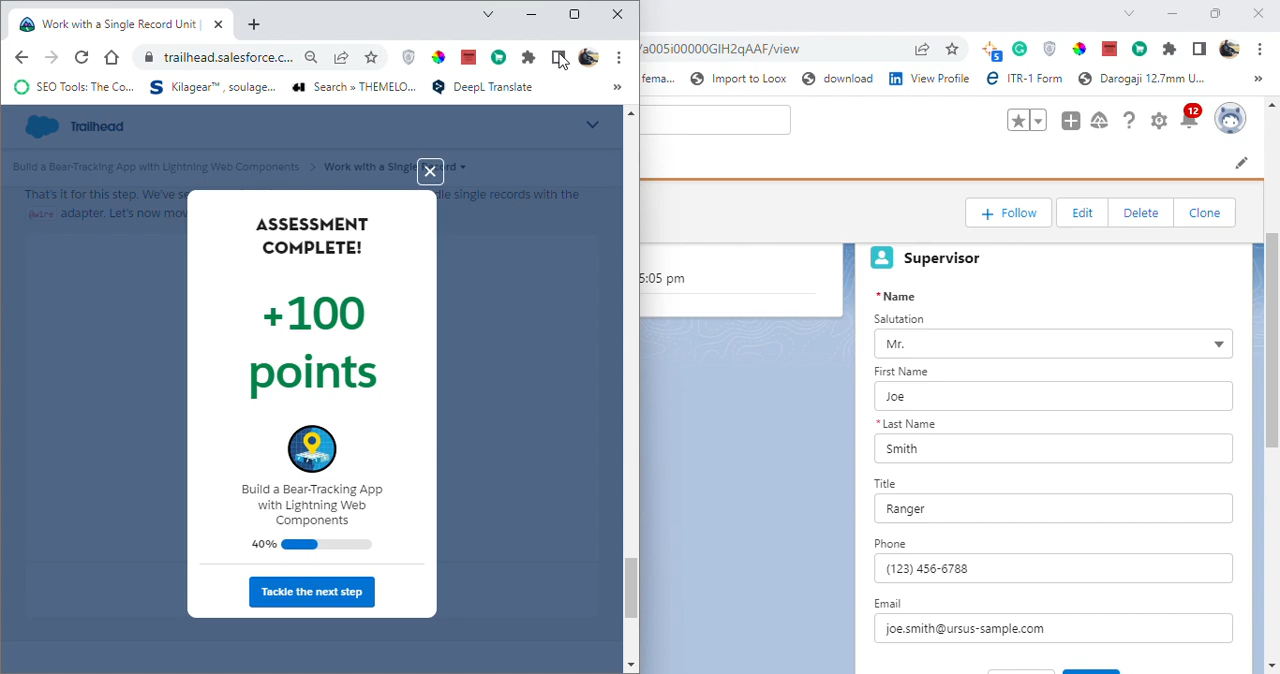 Work with a Single Record Unit |
trailhead.salesforce.c...
SEO Tools: The Co...
Kilagear™ , soulage...
Search » THEMELO...
DeepL Translate
»
Trailhead
Build a Bear-Tracking App with Lightning Web Components > Work with a Single Record
That's it for this step. We've se
dle single records with the
@wire adapter. Let's now mov
ASSESSMENT
COMPLETE!
+100
points
Build a Bear-Tracking App
with Lightning Web
Components
40%
Tackle the next step
/a005i00000GIH2qAAF/view
5
fema...
Import to Loox
download
View Profile
ITR-1 Form
Darogaji 12.7mm U...
»
12
Follow
Edit
Delete
Clone
5:05 pm
Supervisor
* Name
Salutation
Mr.
First Name
Joe
* Last Name
Smith
Title
Ranger
Phone
(123) 456-6788
Email
joe.smith@ursus-sample.com